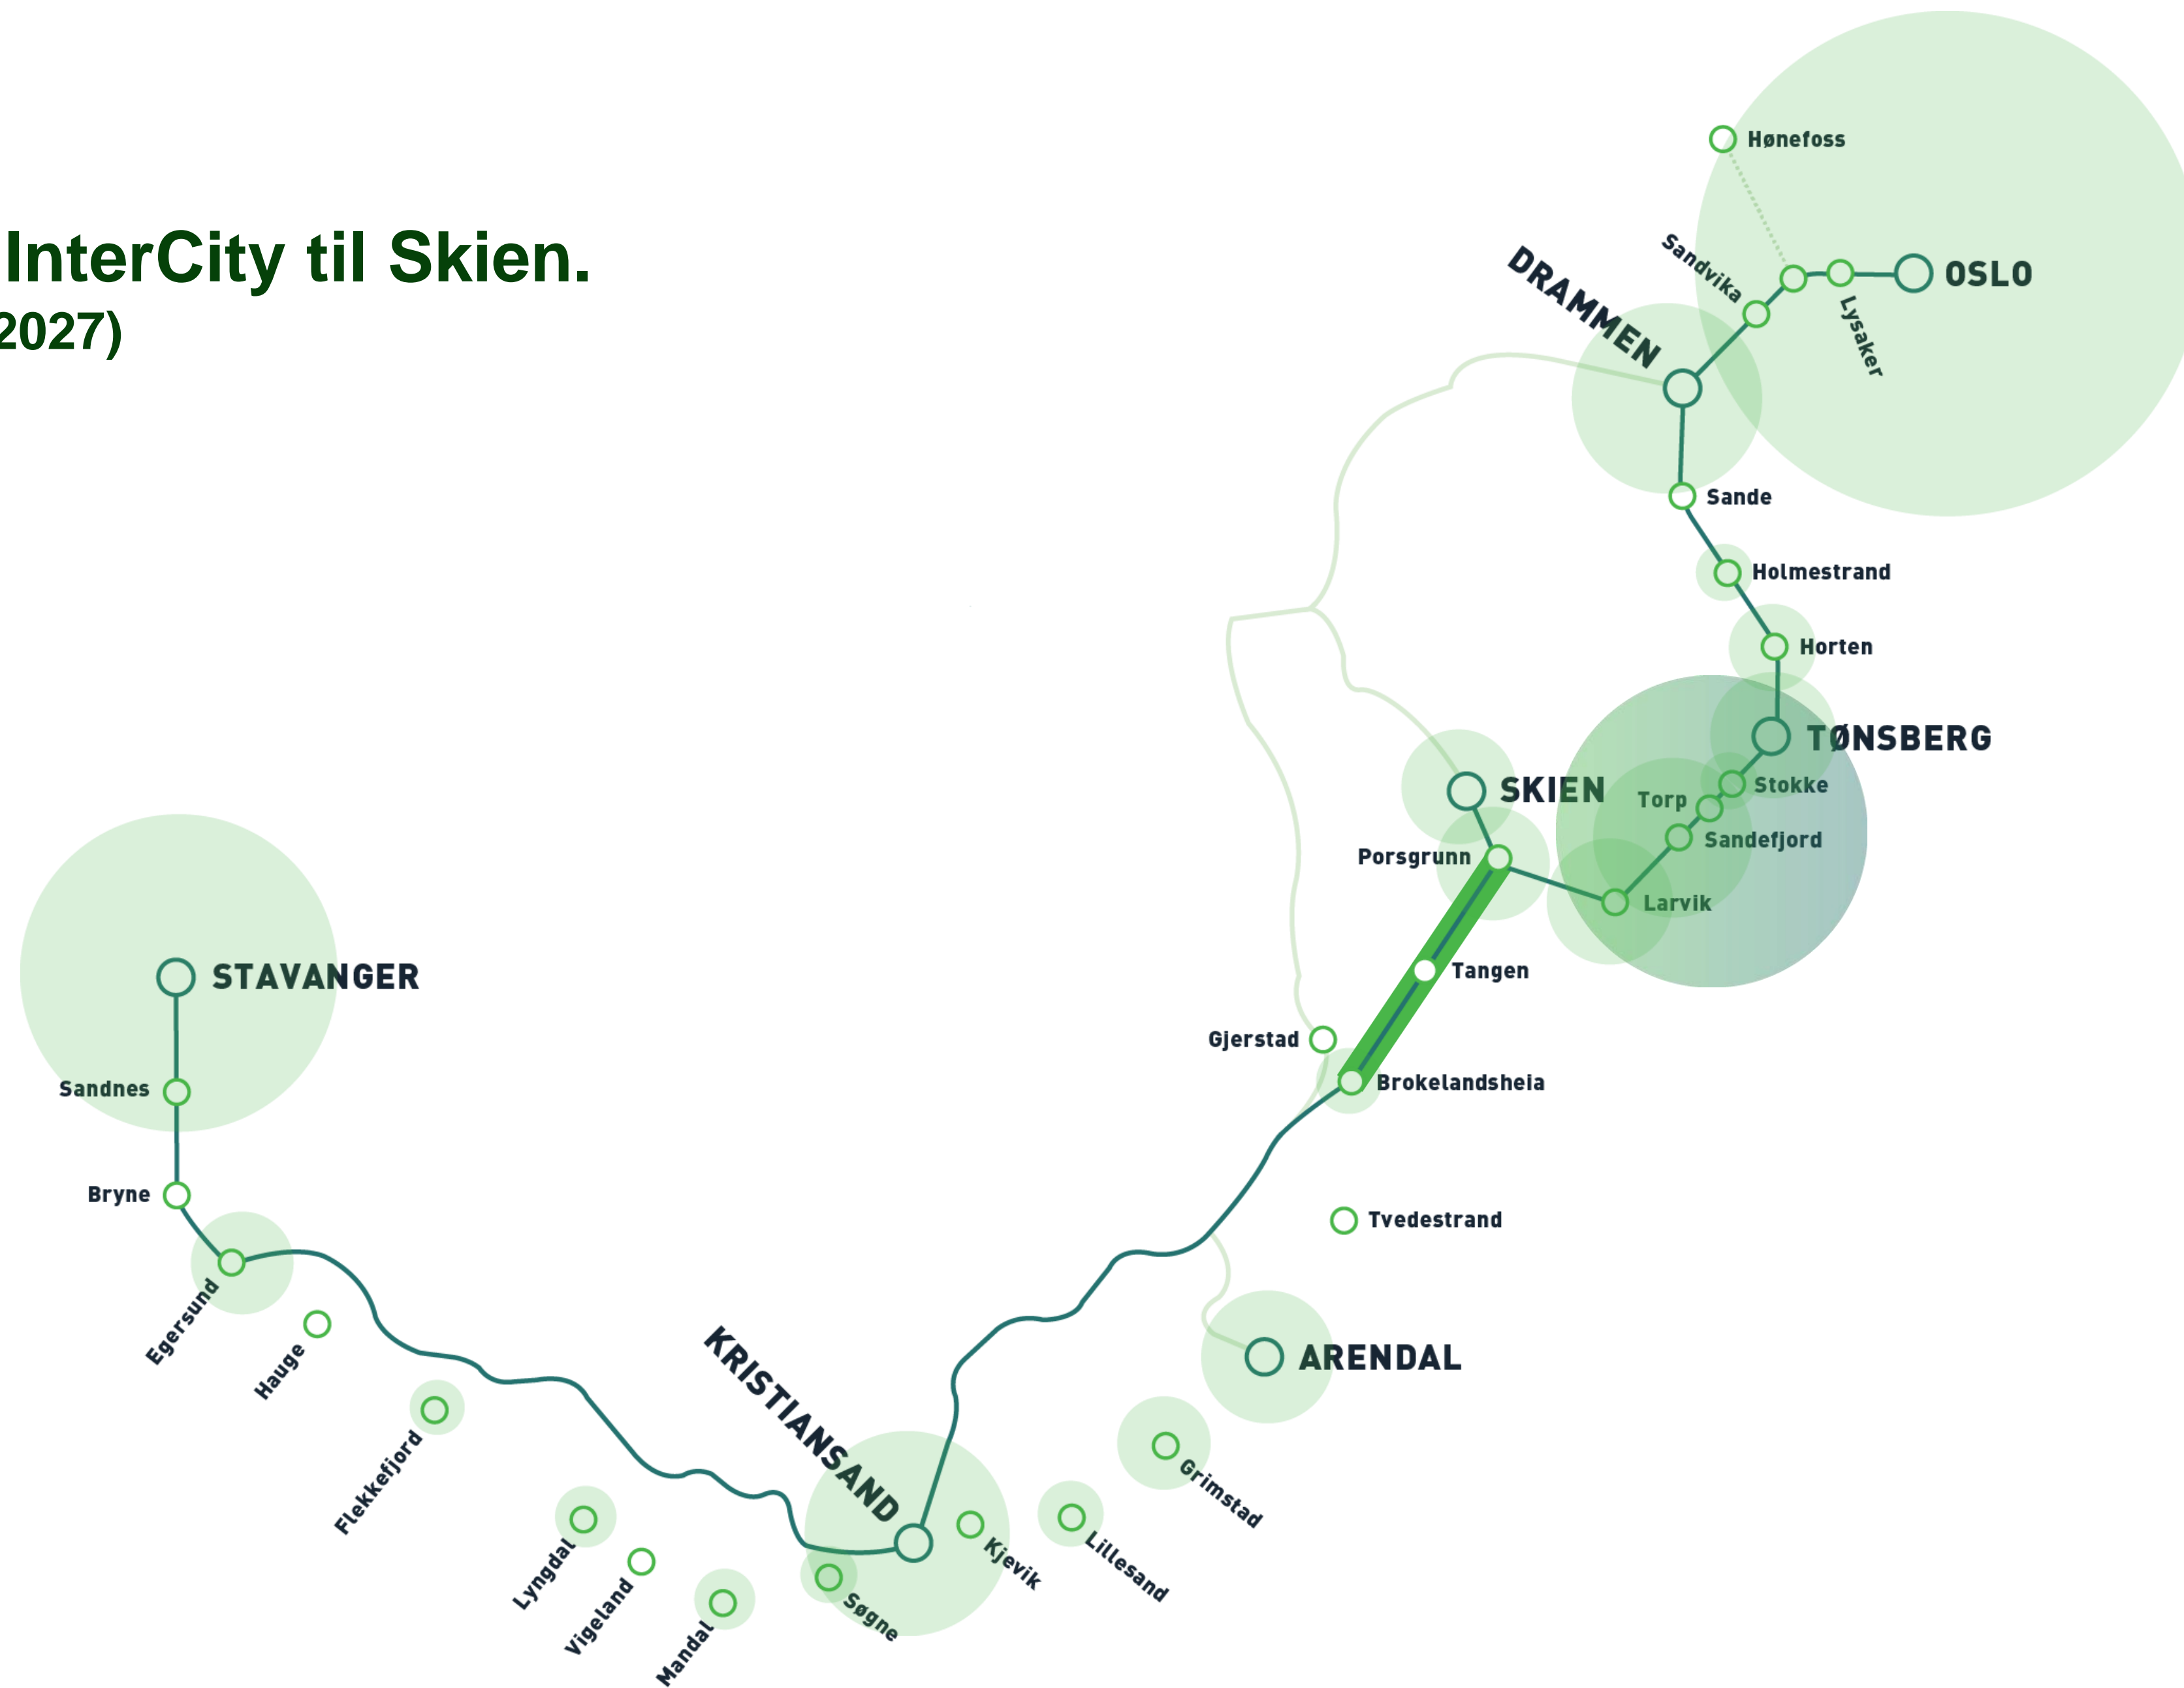 InterCity til Skien.
2027)
Hønefoss
Sandvika
OSLO
Lysaker
DRAMMEN
Sande
Holmestrand
Horten
TØNSBERG
Stokke
Torp
Sandefjord
SKIEN
Porsgrunn
Larvik
Tangen
Gjerstad
Brokelandsheia
STAVANGER
Sandnes
Bryne
Tvedestrand
Egersund
Hauge
ARENDAL
KRISTIANSAND
Flekkefjord
Grimstad
Lillesand
Kjevik
Lyngdal
Vigeland
Søgne
Mandal